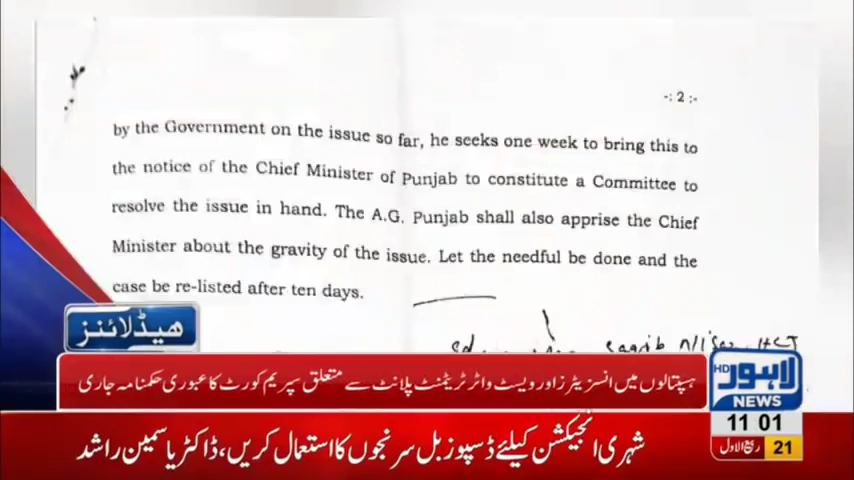 -: 2 :-
by the Government on the issue so far, he seeks one week to bring this to
the notice of the Chief Minister of Punjab to constitute a Committee to
resolve the issue in hand. The A.G. Punjab shall also apprise the Chief
Minister about the gravity of the issue. Let the needful be done and the
case be re-listed after ten days.
ہیڈلائنز
ہسپتالوں میں انسزیٹرز اور ویسٹ واٹر ٹریٹمنٹ پلانٹ سے متعلق سپریم کورٹ کا عبوری حکمنامہ جاری
HD لاہور
NEWS
11 01
ربیع الاول 21
شہری انجیکشن کیلئے ڈسپوزبل سرنجوں کا استعمال کریں، ڈاکٹر یاسمین راشد